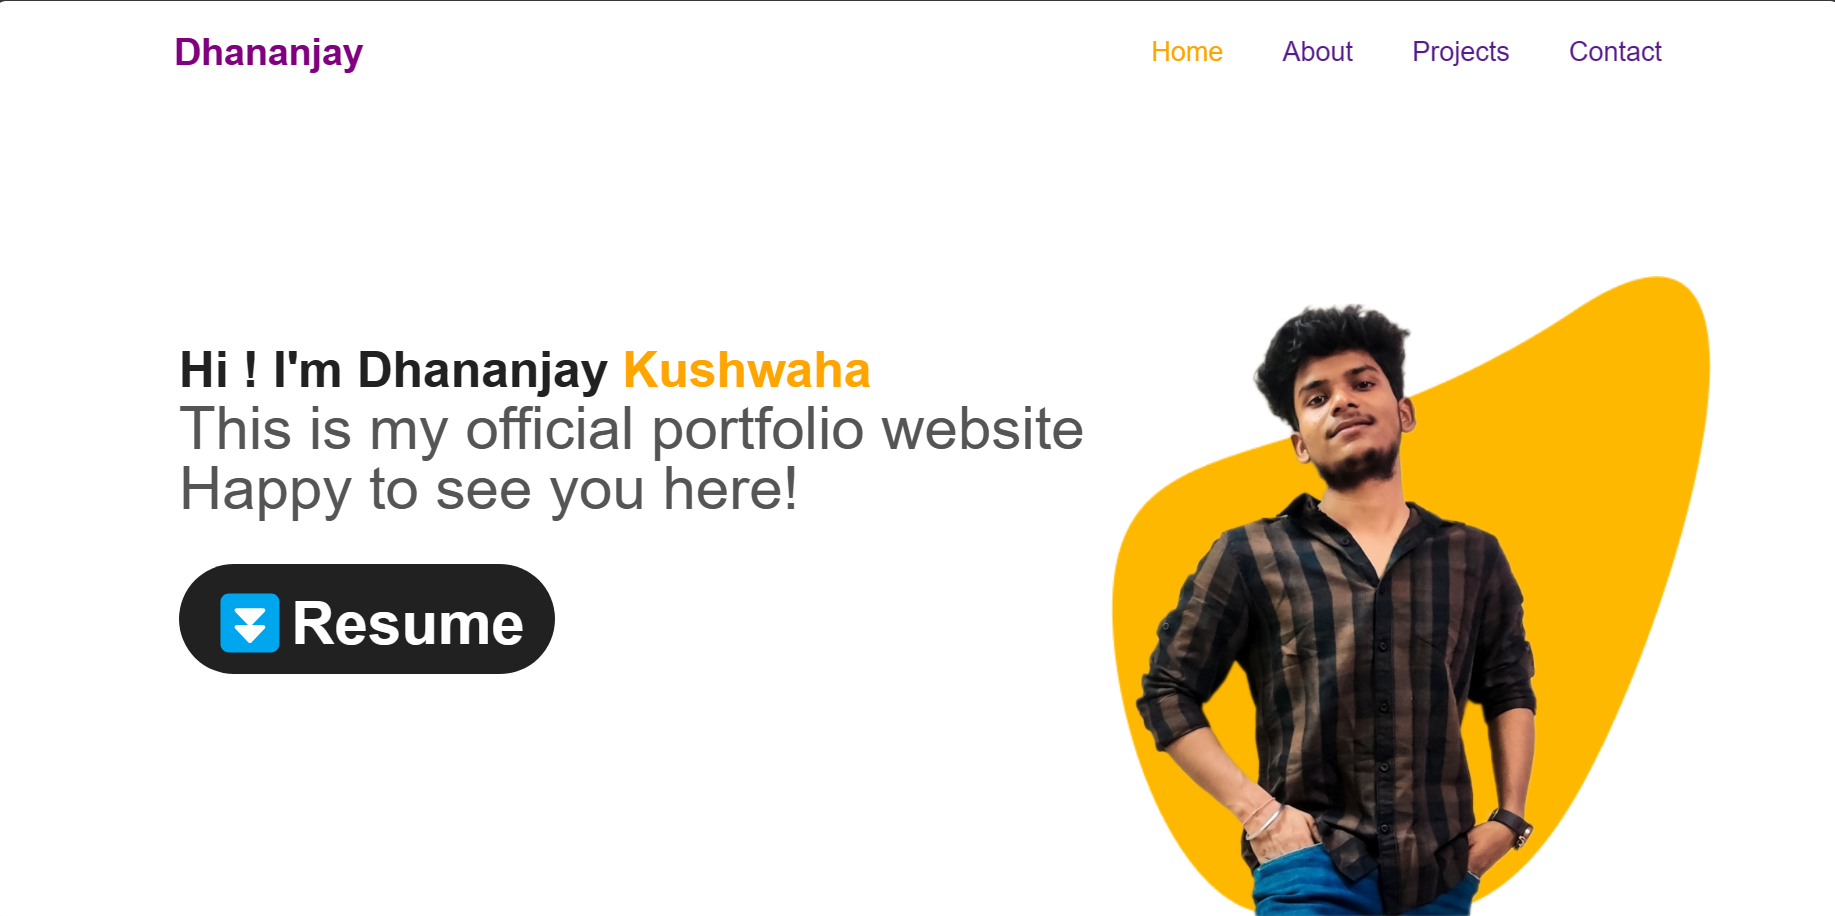 Dhananjay
Home About Projects Contact
Hi ! I'm Dhananjay Kushwaha
This is my official portfolio website
Happy to see you here!
⏬ Resume